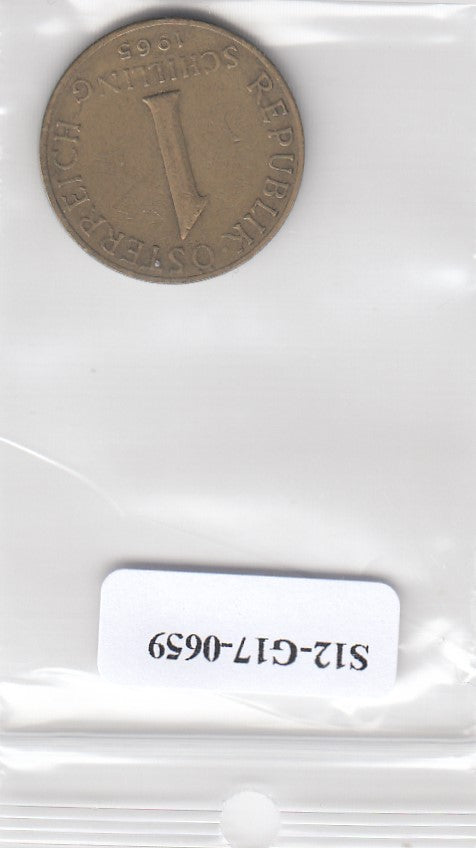 S12-G17-0659
REPUBLIK ÖSTERREICH
1
SCHILLING
1965